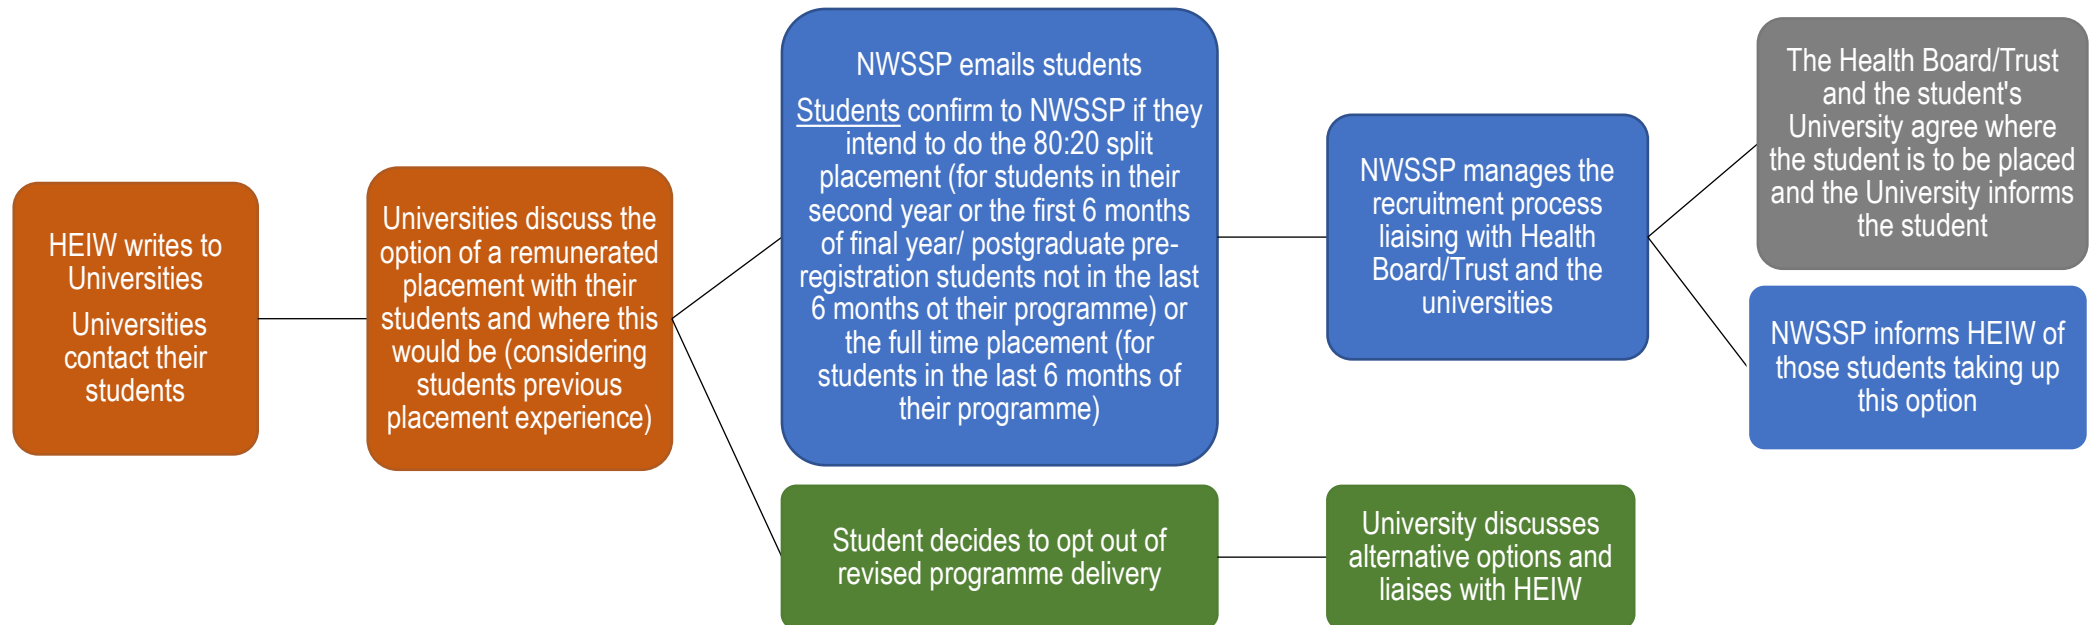 HEIW writes to
Universities
Universities
contact their
students
Universities discuss the
option of a remunerated
placement with their
students and where this
would be (considering
students previous
placement experience)
NWSSP emails students
Students confirm to NWSSP if they
intend to do the 80:20 split
placement (for students in their
second year or the first 6 months
of final year/ postgraduate pre-
registration students not in the last
6 months ot their programme) or
the full time placement (for
students in the last 6 months of
their programme)
NWSSP manages the
recruitment process
liaising with Health
Board/Trust and the
universities
The Health Board/Trust
and the student's
University agree where
the student is to be placed
and the University informs
the student
NWSSP informs HEIW of
those students taking up
this option
Student decides to opt out of
revised programme delivery
University discusses
alternative options and
liaises with HEIW